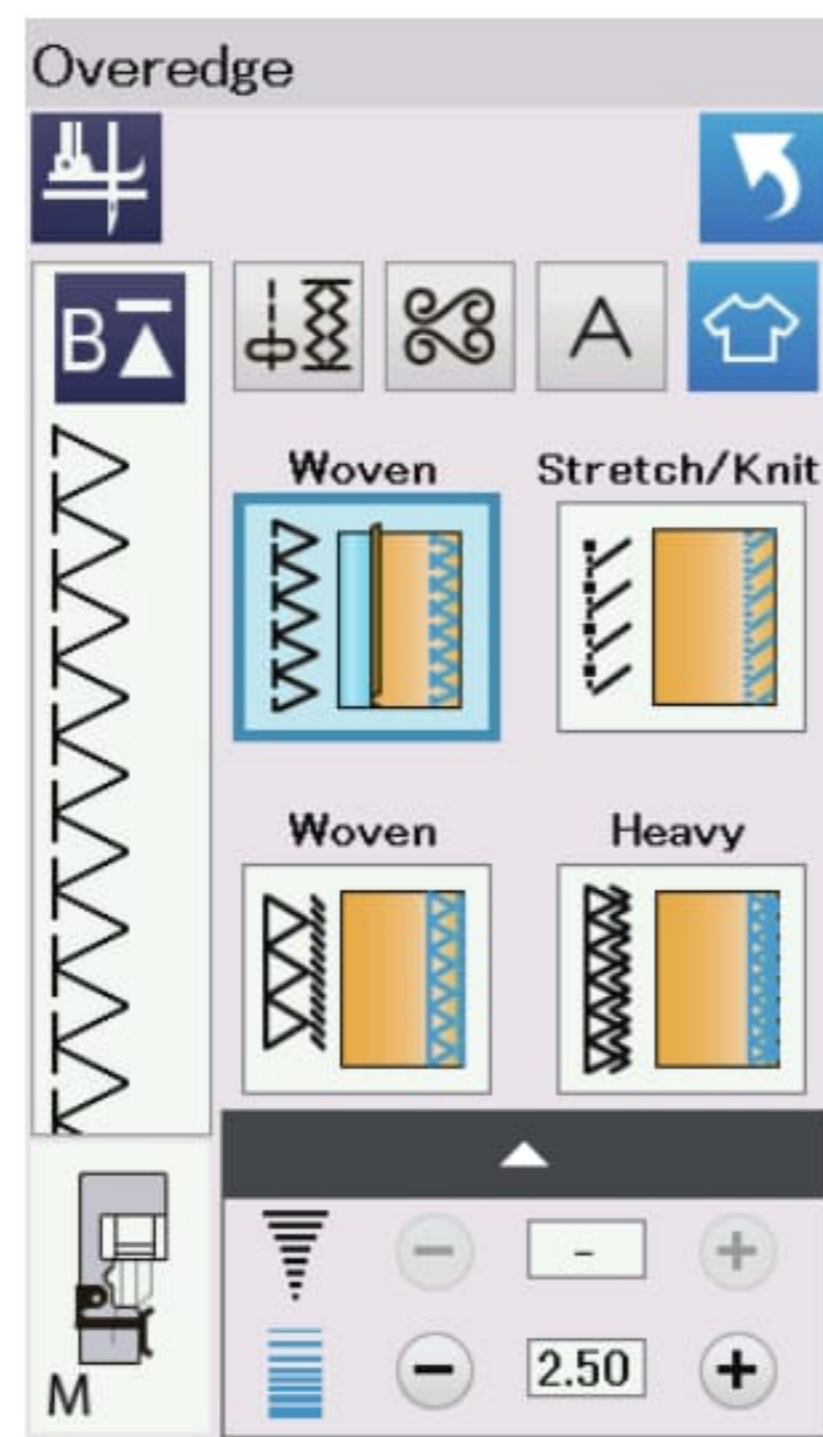 Overedge
B
A
Woven Stretch/Knit
Woven Heavy
- - +
M - 2.50 +